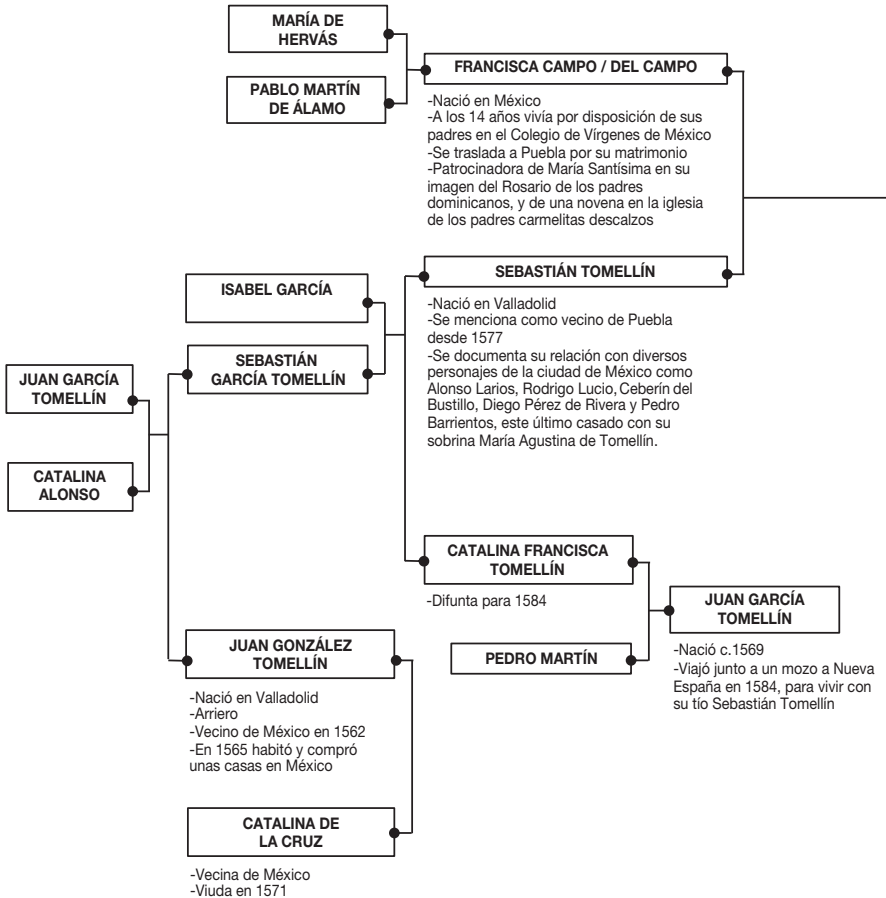 MARÍA DE
HERVÁS
PABLO MARTÍN
DE ÁLAMO
FRANCISCA CAMPO / DEL CAMPO
-Nació en México
-A los 14 años vivía por disposición de sus
padres en el Colegio de Vírgenes de México
-Se traslada a Puebla por su matrimonio
-Patrocinadora de María Santísima en su
imagen del Rosario de los padres
dominicanos, y de una novena en la iglesia
de los padres carmelitas descalzos
ISABEL GARCÍA
SEBASTIÁN TOMELLÍN
-Nació en Valladolid
-Se menciona como vecino de Puebla
desde 1577
-Se documenta su relación con diversos
personajes de la ciudad de México como
Alonso Larios, Rodrigo Lucio, Ceberín del
Bustillo, Diego Pérez de Rivera y Pedro
Barrientos, este último casado con su
sobrina María Agustina de Tomellín.
SEBASTIÁN
GARCÍA TOMELLÍN
JUAN GARCÍA
TOMELLÍN
CATALINA
ALONSO
CATALINA FRANCISCA
TOMELLÍN
-Difunta para 1584
PEDRO MARTÍN
JUAN GARCÍA
TOMELLÍN
-Nació c.1569
-Viajó junto a un mozo a Nueva
España en 1584, para vivir con
su tío Sebastián Tomellín
JUAN GONZÁLEZ
TOMELLÍN
-Nació en Valladolid
-Arriero
-Vecino de México en 1562
-En 1565 habitó y compró
unas casas en México
CATALINA DE
LA CRUZ
-Vecina de México
-Viuda en 1571